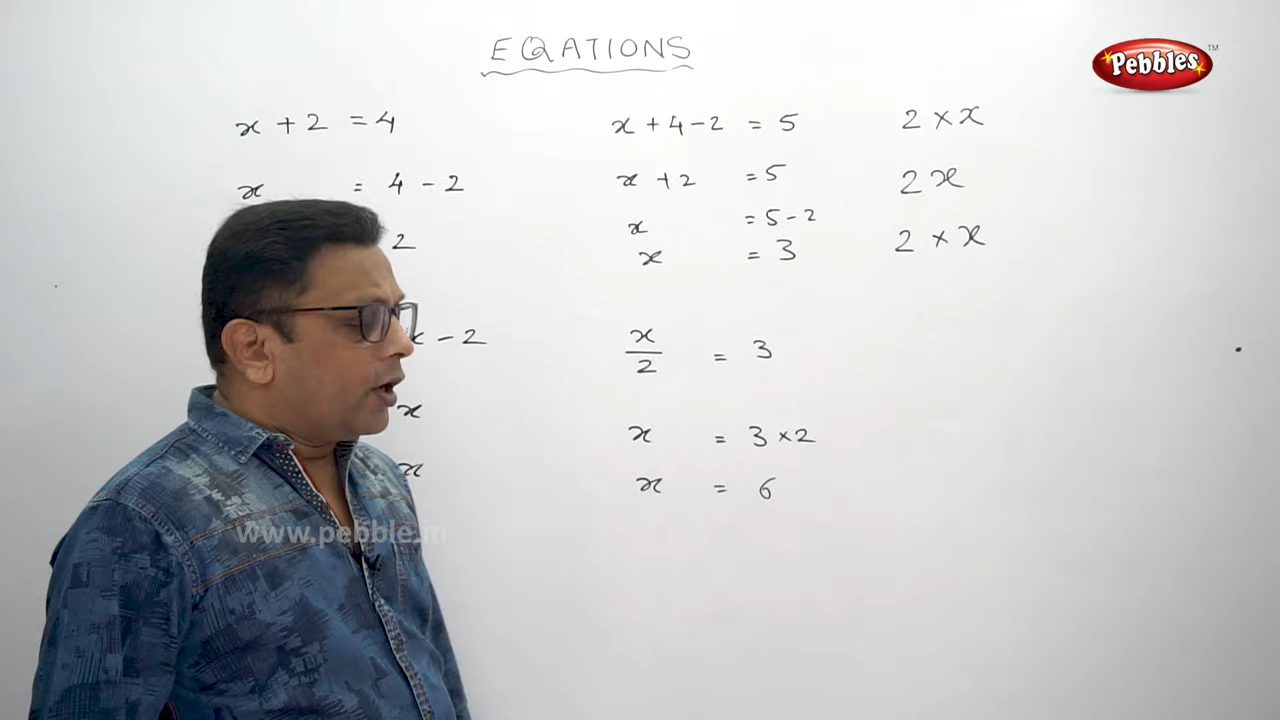 EQATIONS
Pebbles™
x + 2 = 4
x = 4 - 2
2
x - 2
x
x
x + 4 - 2 = 5
x + 2 = 5
x = 5 - 2
x = 3
x/2 = 3
x = 3 × 2
x = 6
2 × x
2x
2 × x
www.pebble.in